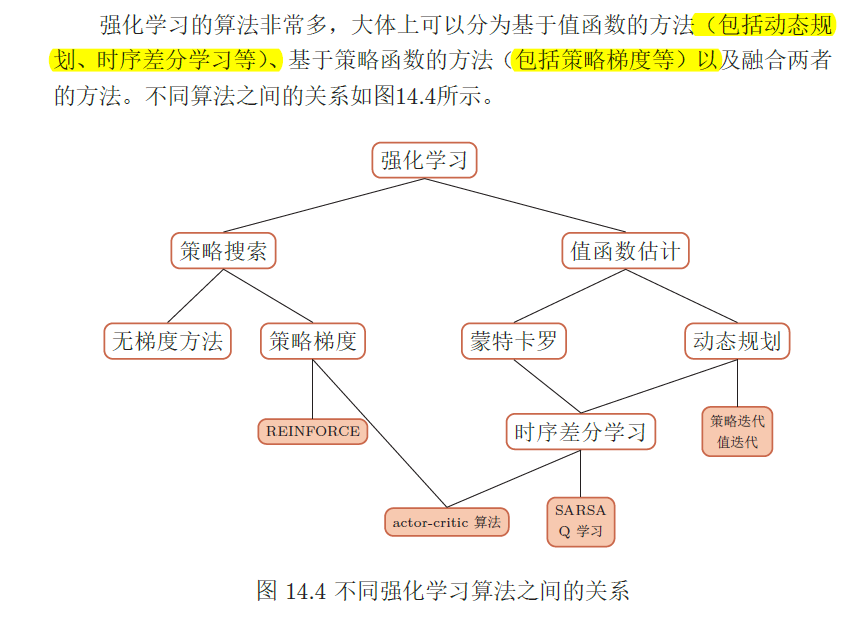 强化学习的算法非常多，大体上可以分为基于值函数的方法（包括动态规
划、时序差分学习等）、基于策略函数的方法（包括策略梯度等）以及融合两者
的方法。不同算法之间的关系如图14.4所示。
强化学习
策略搜索
值函数估计
无梯度方法
策略梯度
蒙特卡罗
动态规划
REINFORCE
时序差分学习
策略迭代
值迭代
actor-critic 算法
SARSA
Q 学习
图 14.4 不同强化学习算法之间的关系